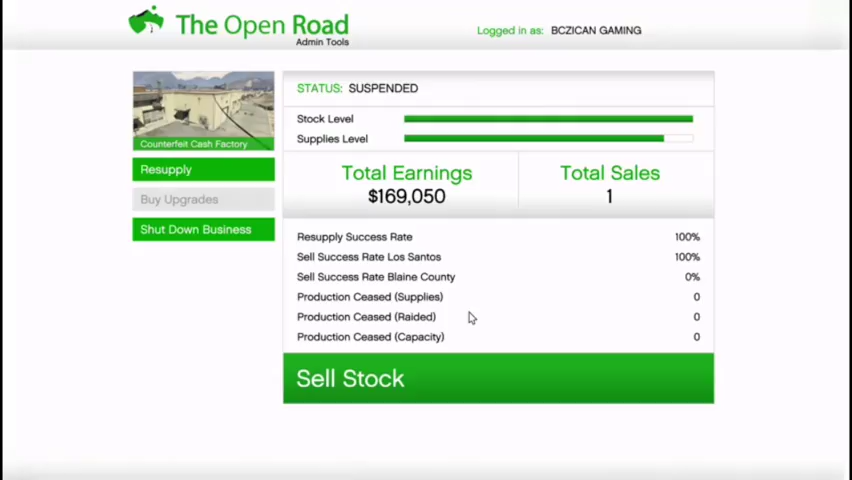 The Open Road
Admin Tools
Logged in as: BCZICAN GAMING
STATUS: SUSPENDED
Stock Level
Supplies Level
Counterfeit Cash Factory
Resupply
Buy Upgrades
Shut Down Business
Total Earnings
$169,050
Total Sales
1
Resupply Success Rate 100%
Sell Success Rate Los Santos 100%
Sell Success Rate Blaine County 0%
Production Ceased (Supplies) 0
Production Ceased (Raided) 0
Production Ceased (Capacity) 0
Sell Stock